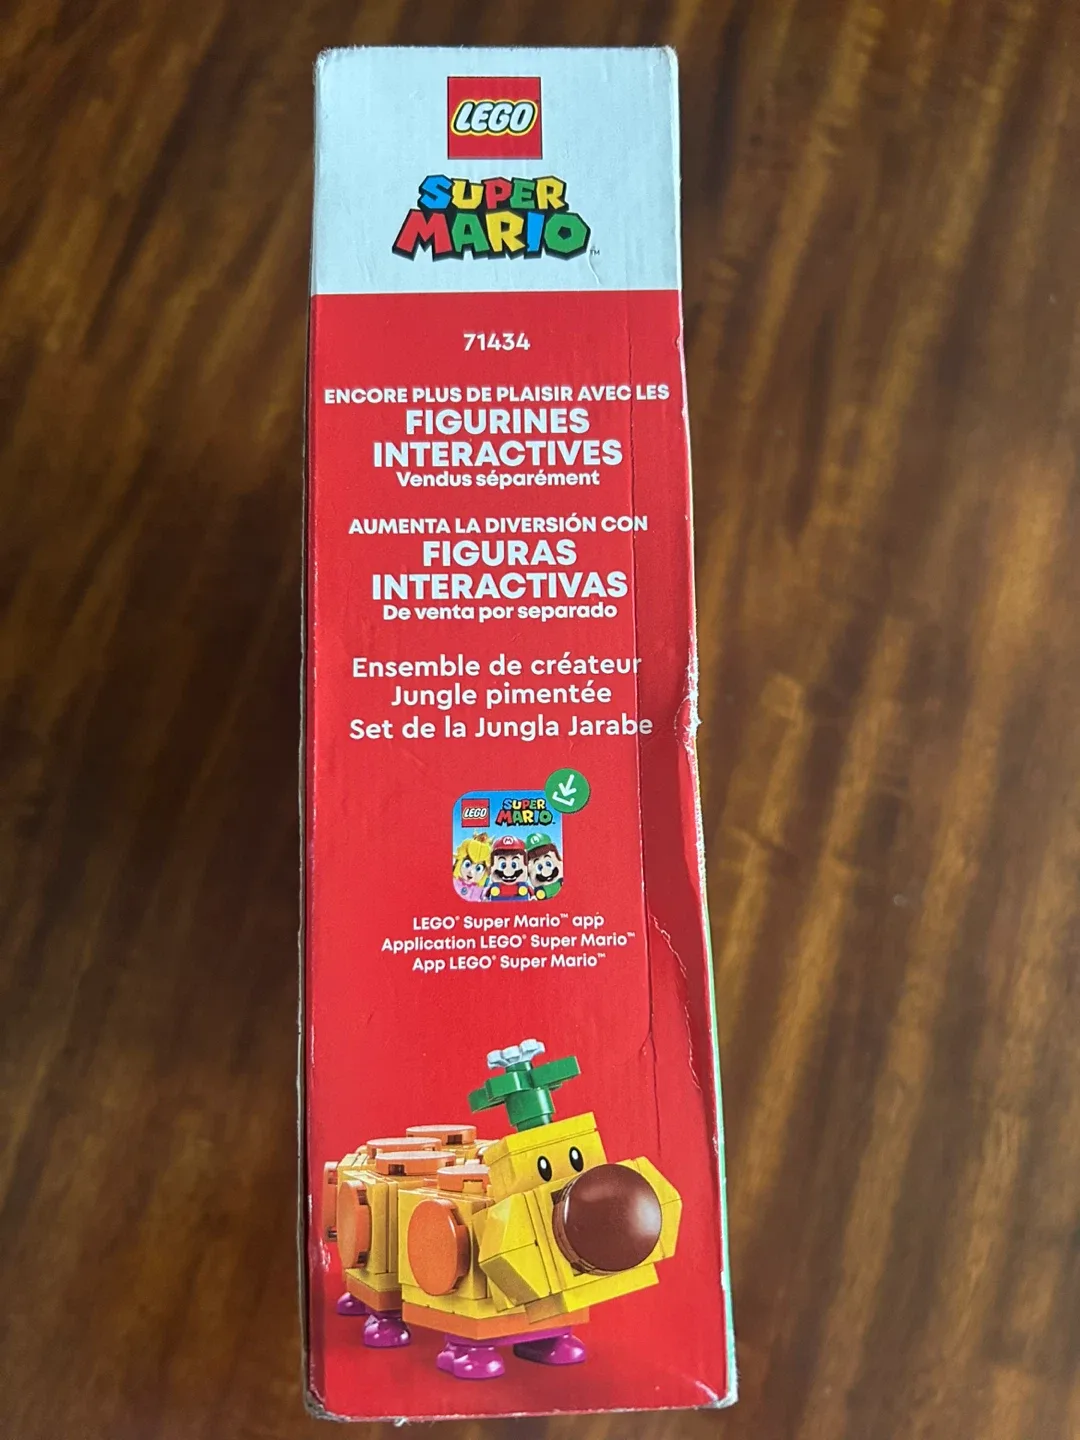 LEGO
SUPER
MARIO™
71434
ENCORE PLUS DE PLAISIR AVEC LES
FIGURINES
INTERACTIVES
Vendus séparément
AUMENTA LA DIVERSIÓN CON
FIGURAS
INTERACTIVAS
De venta por separado
Ensemble de créateur
Jungle pimentée
Set de la Jungla Jarabe
LEGO
SUPER
MARIO
LEGO® Super Mario™ app
Application LEGO® Super Mario™
App LEGO® Super Mario™